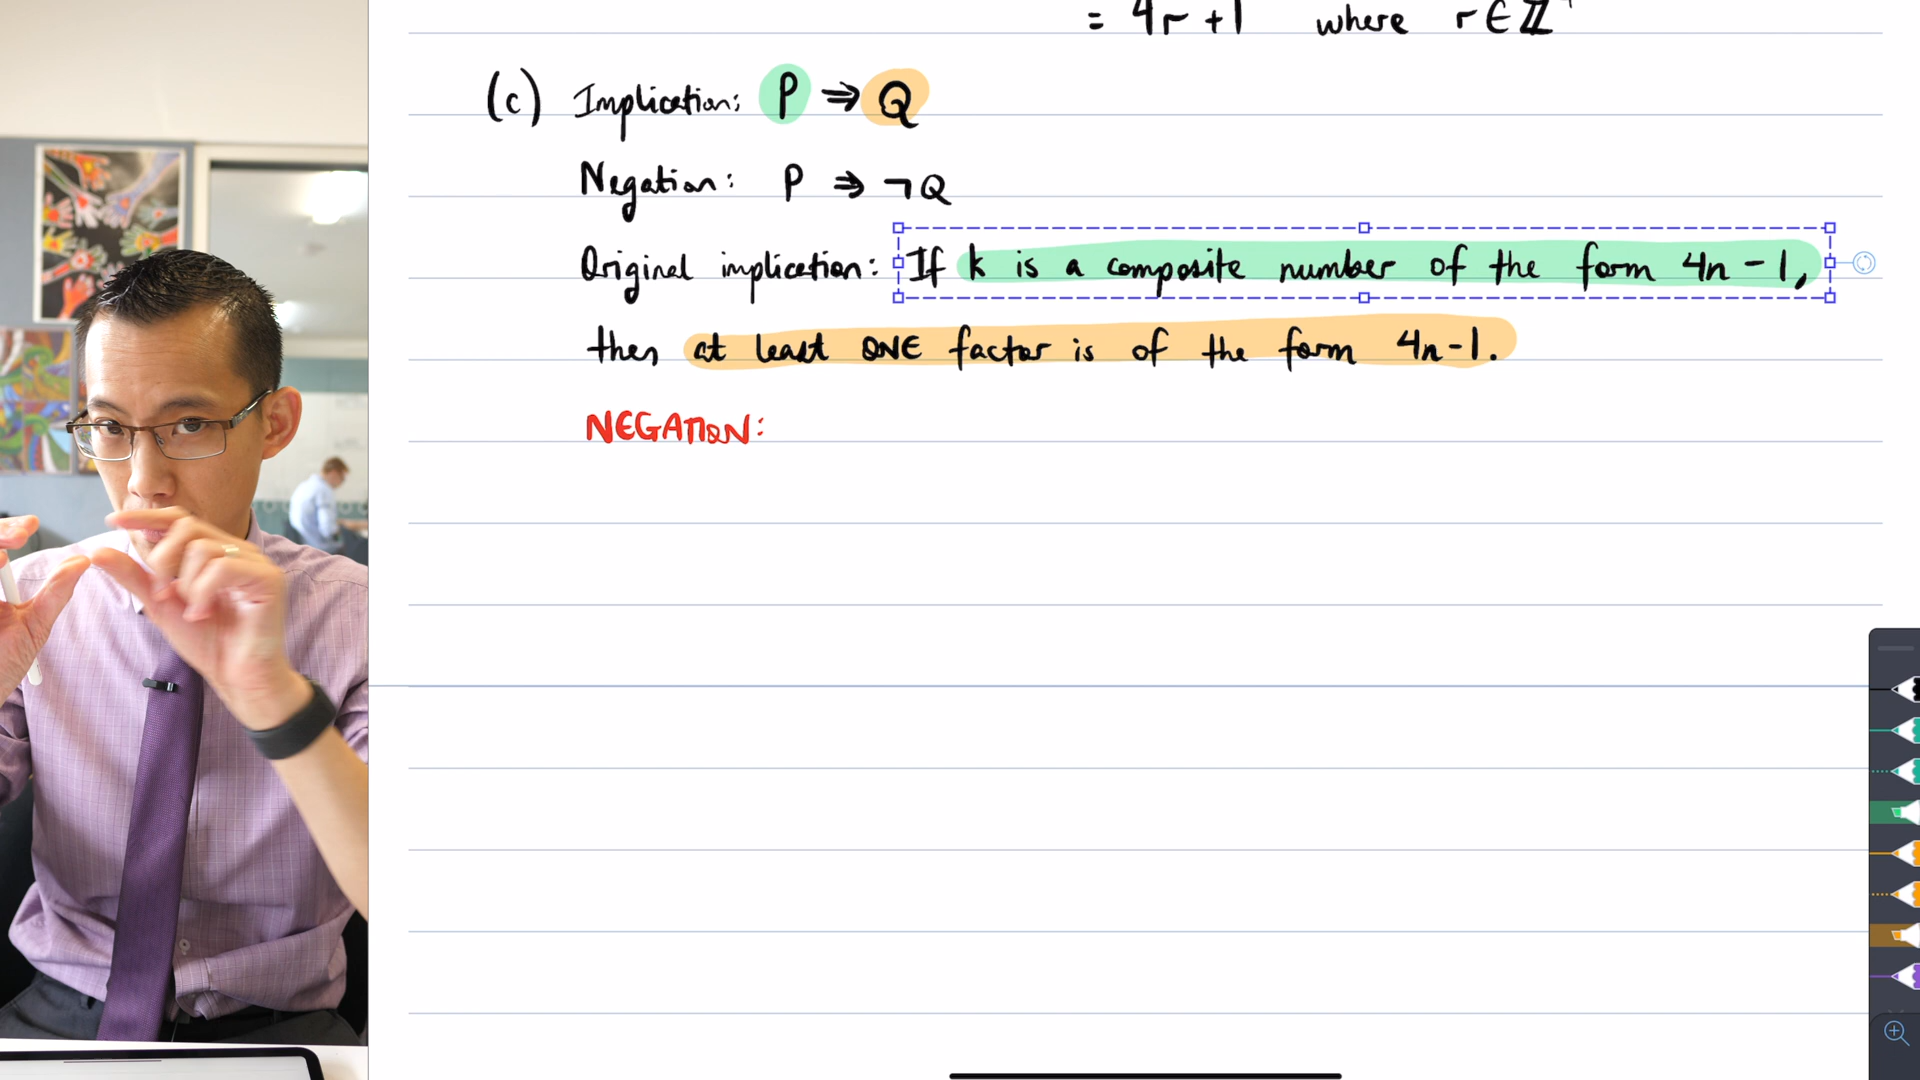 = 4r + 1 where r ∈ ℤ⁺
(c) Implication: P ⇒ Q
Negation: P ⇒ ¬Q
Original implication: If k is a composite number of the form 4n - 1,
then at least ONE factor is of the form 4n-1.
NEGATION: